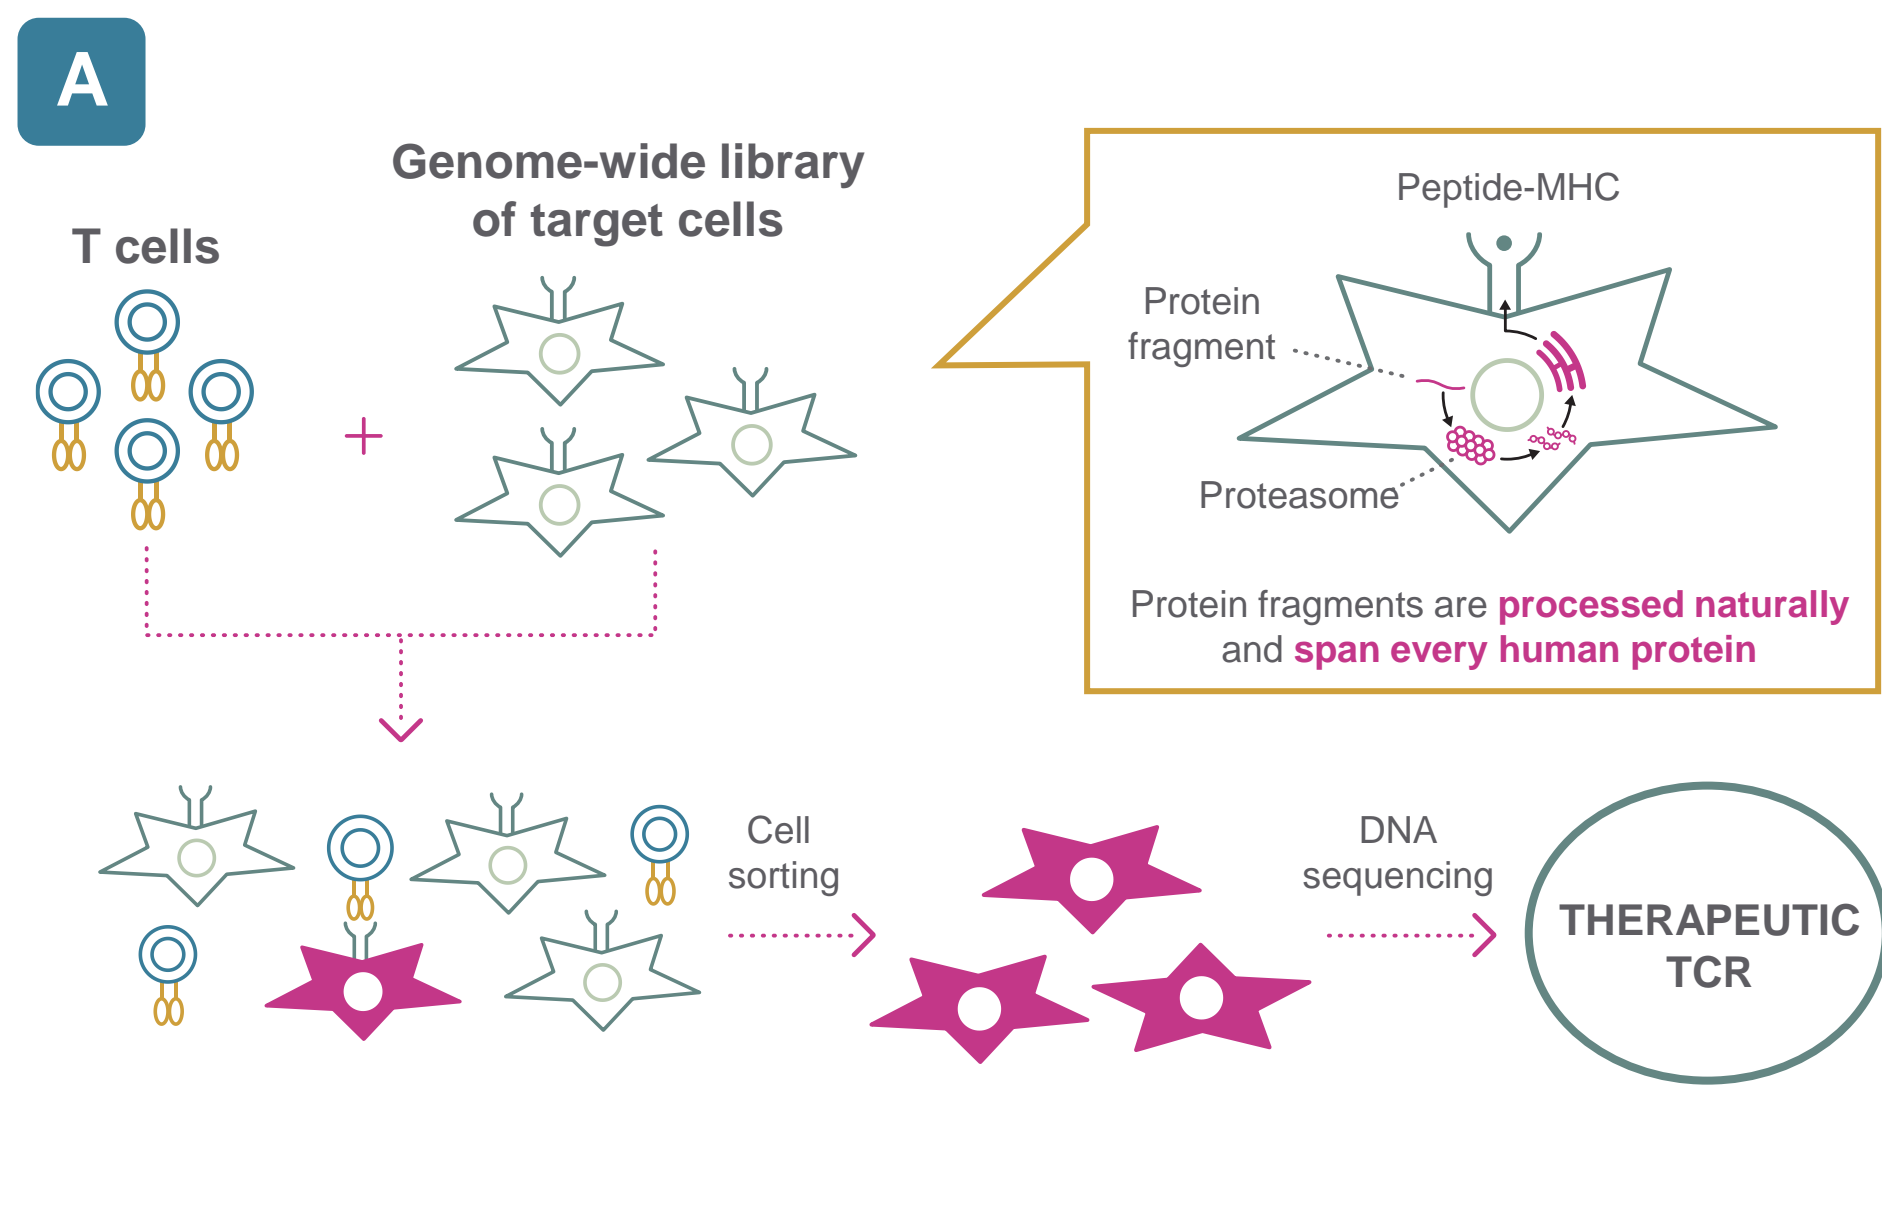 A
Genome-wide library
of target cells
T cells
Peptide-MHC
Protein
fragment
Proteasome
Protein fragments are processed naturally
and span every human protein
Cell
sorting
DNA
sequencing
THERAPEUTIC
TCR